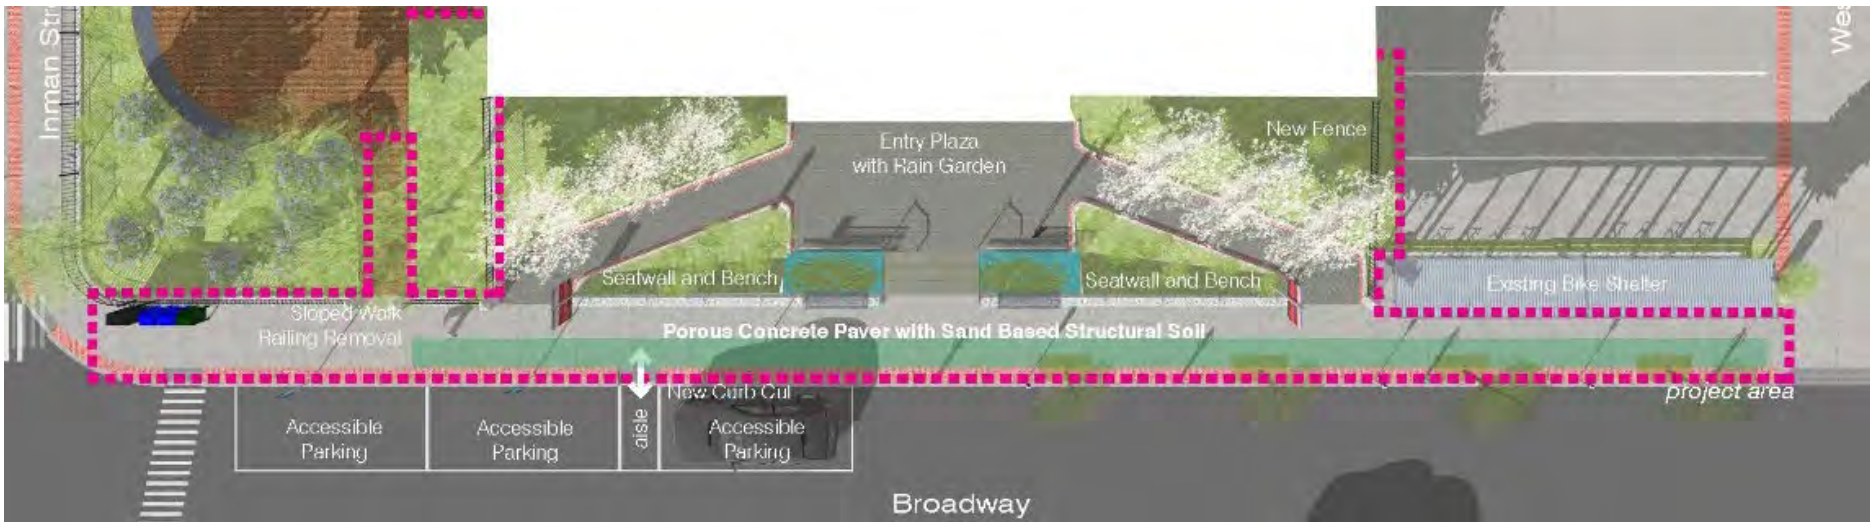 Inman Str
Wes
Entry Plaza
with Rain Garden
New Fence
Seatwall and Bench
Seatwall and Bench
Existing Bike Shelter
Sloped Walk
Railing Removal
Porous Concrete Paver with Sand Based Structural Soil
New Curb Cut
project area
Accessible
Parking
Accessible
Parking
aisle
Accessible
Parking
Broadway